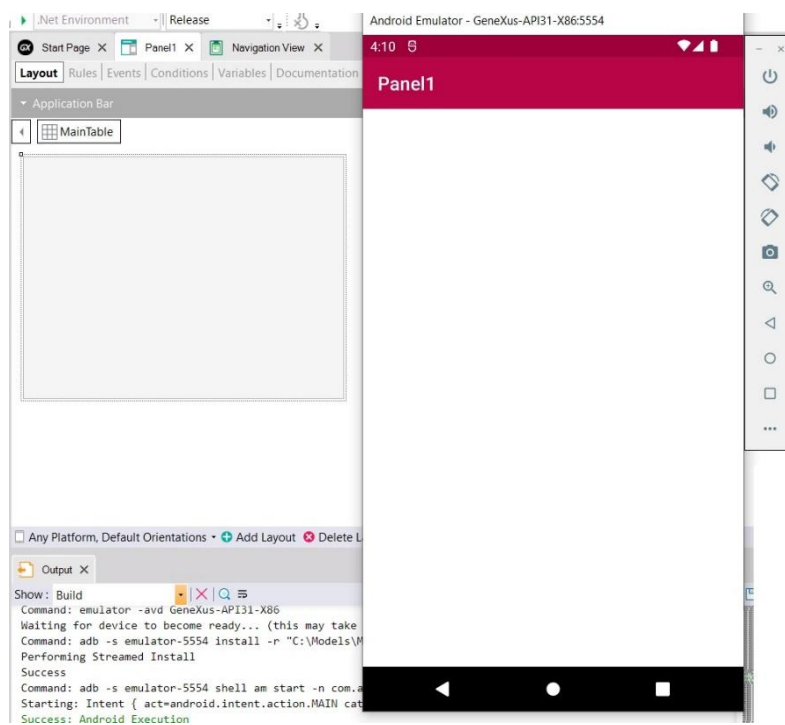 .Net Environment Release
Start Page Panel1 Navigation View
Layout Rules Events Conditions Variables Documentation
Application Bar
MainTable
Any Platform, Default Orientations Add Layout Delete L
Output
Show: Build
Command: emulator -avd GeneXus-API31-X86
Waiting for device to become ready... (this may take
Command: adb -s emulator-5554 install -r "C:\Models\M
Performing Streamed Install
Success
Command: adb -s emulator-5554 shell am start -n com.a
Starting: Intent { act=android.intent.action.MAIN cat
Success: Android Execution
Android Emulator - GeneXus-API31-X86:5554
4:10
Panel1